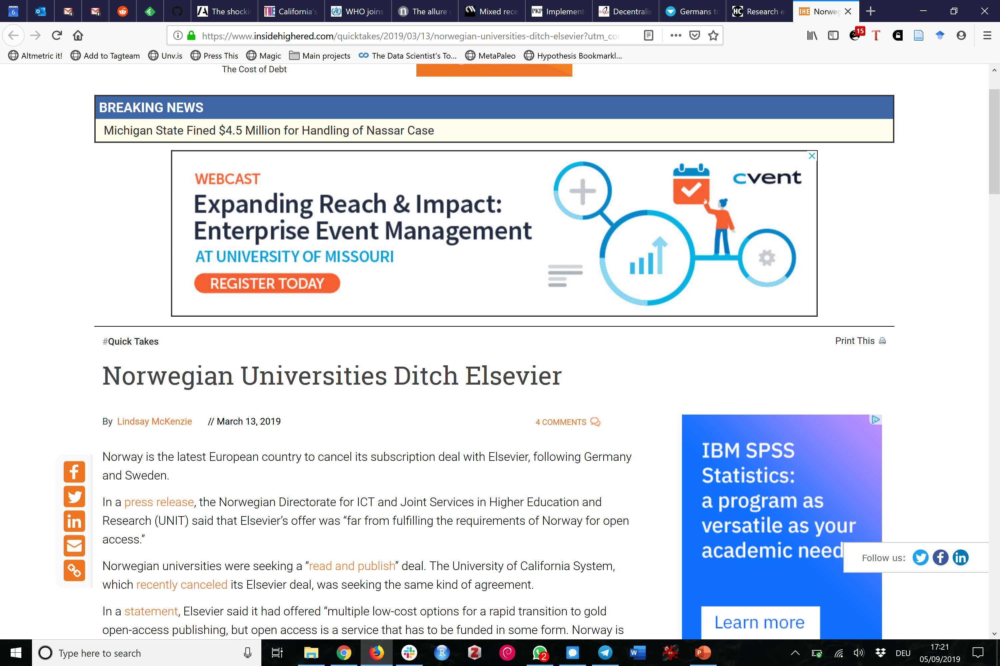 6
The shocki
THE
California's
WHO joins
n
The allure o
Mixed rece
PKP
Implement
Decentralis
Germans to
HC
Research e
IHE
Norweg
https://www.insidehighered.com/quicktakes/2019/03/13/norwegian-universities-ditch-elsevier?utm_co
15
T
Altmetric it!
Add to Tagteam
Unv.is
Press This
Magic
Main projects
The Data Scientist's To...
MetaPaleo
Hypothesis Bookmarkl...
The Cost of Debt
BREAKING NEWS
Michigan State Fined $4.5 Million for Handling of Nassar Case
WEBCAST
cvent
Expanding Reach & Impact:
Enterprise Event Management
AT UNIVERSITY OF MISSOURI
REGISTER TODAY
#Quick Takes
Print This
Norwegian Universities Ditch Elsevier
By Lindsay McKenzie // March 13, 2019
4 COMMENTS
Norway is the latest European country to cancel its subscription deal with Elsevier, following Germany
and Sweden.
In a press release, the Norwegian Directorate for ICT and Joint Services in Higher Education and
Research (UNIT) said that Elsevier's offer was “far from fulfilling the requirements of Norway for open
access.”
Norwegian universities were seeking a “read and publish” deal. The University of California System,
which recently canceled its Elsevier deal, was seeking the same kind of agreement.
In a statement, Elsevier said it had offered “multiple low-cost options for a rapid transition to gold
open-access publishing, but open access is a service that has to be funded in some form. Norway is
IBM SPSS
Statistics:
a program as
versatile as your
academic need
Learn more
Follow us:
Type here to search
2
DEU
17:21
05/09/2019